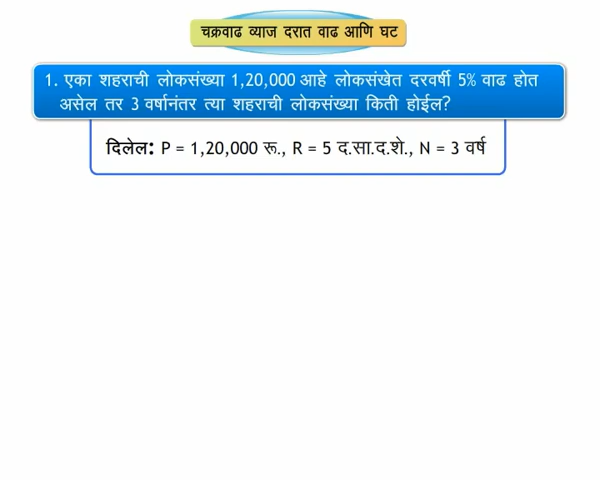 चक्रवाढ व्याज दरात वाढ आणि घट
1. एका शहराची लोकसंख्या 1,20,000 आहे लोकसंखेत दरवर्षी 5% वाढ होत
असेल तर 3 वर्षानंतर त्या शहराची लोकसंख्या किती होईल?
दिलेल: P = 1,20,000 रू., R = 5 द.सा.द.शे., N = 3 वर्ष